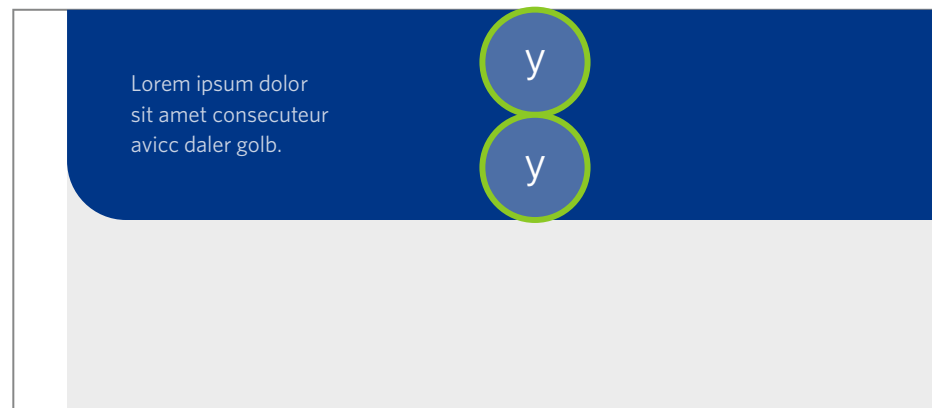 y
Lorem ipsum dolor
sit amet consecuteur
avicc daler golb.
y